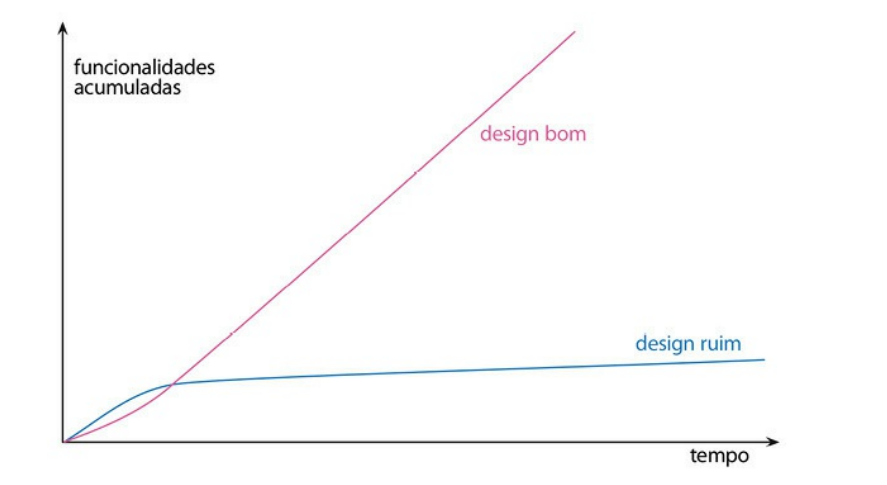 funcionalidades
acumuladas
design bom
design ruim
tempo